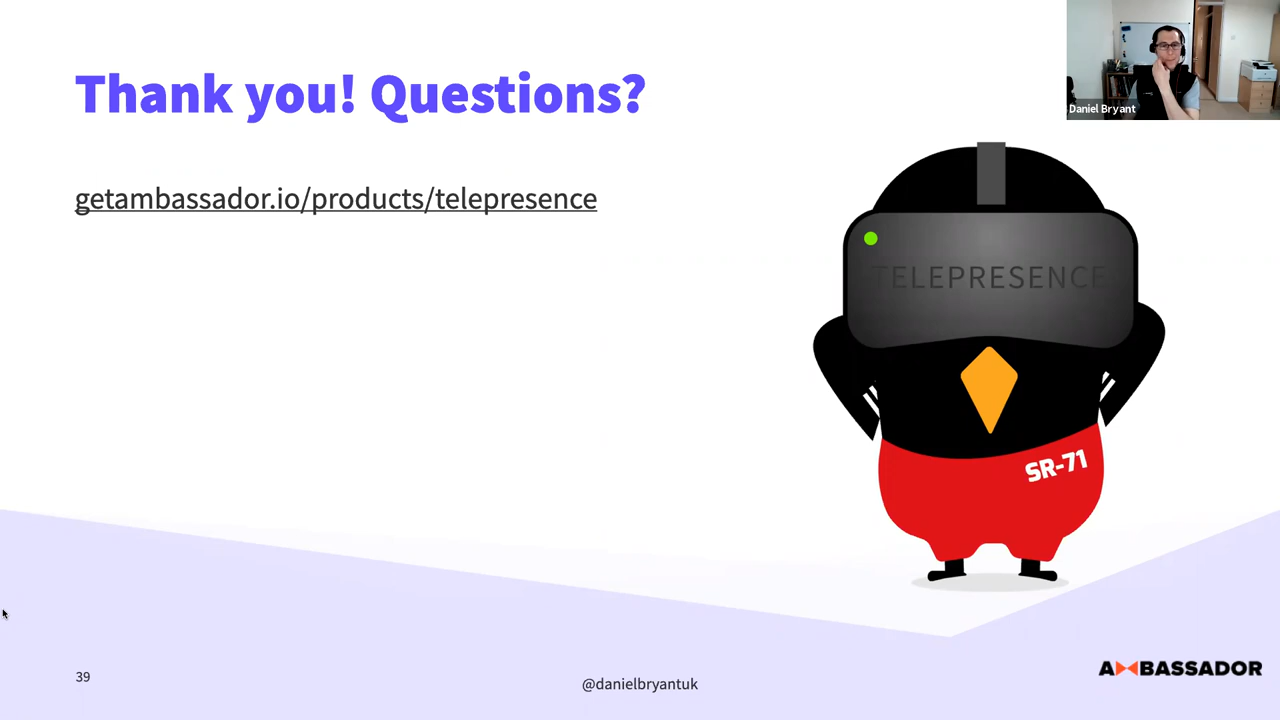 Thank you! Questions?
Daniel Bryant
getambassador.io/products/telepresence
TELEPRESENCE
SR-71
39
@danielbryantuk
AMBASSADOR